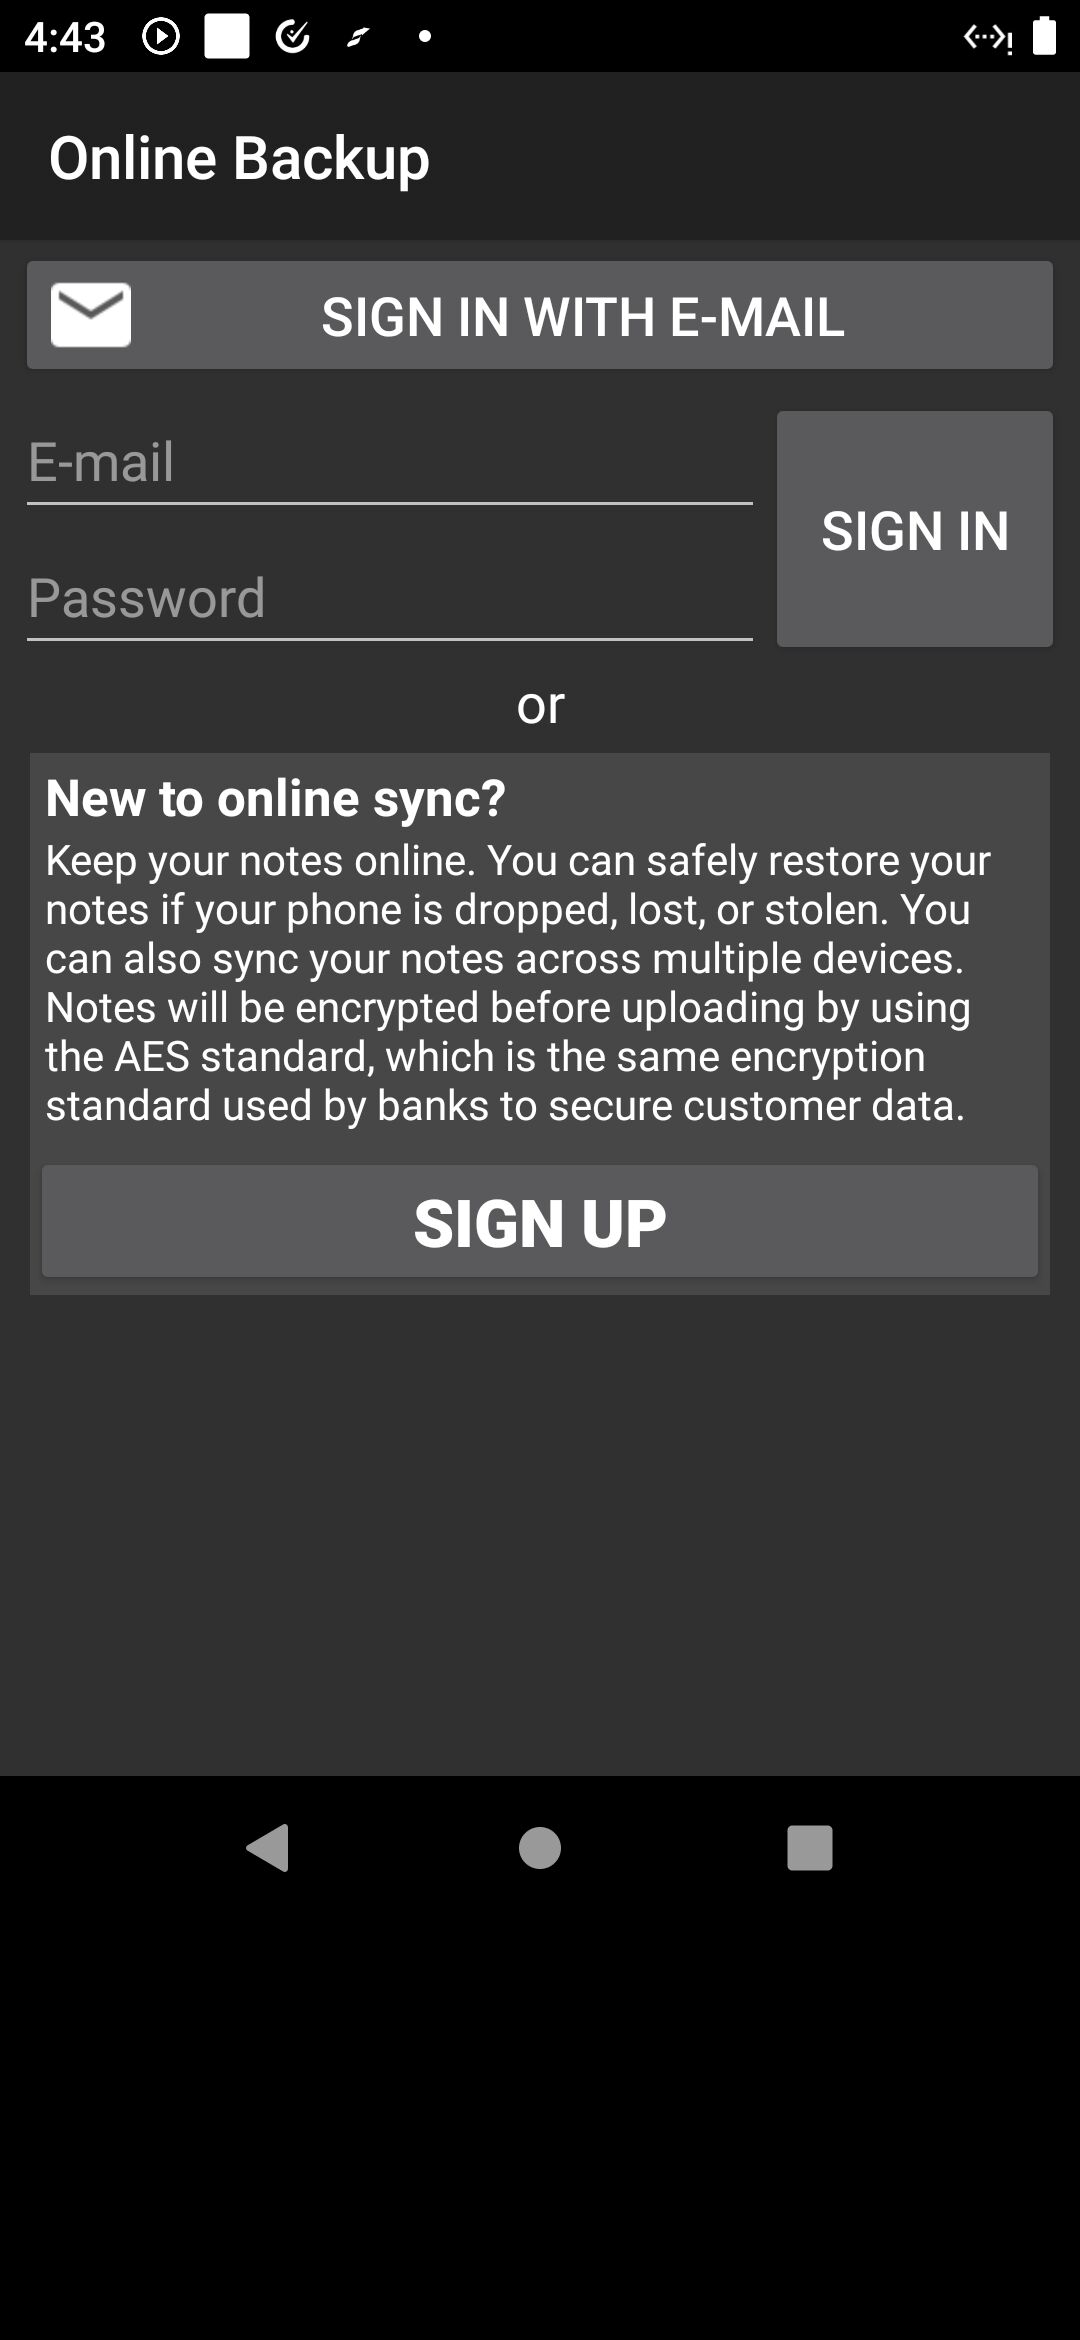 4:43
Online Backup
SIGN IN WITH E-MAIL
E-mail
SIGN IN
Password
or
New to online sync?
Keep your notes online. You can safely restore your
notes if your phone is dropped, lost, or stolen. You
can also sync your notes across multiple devices.
Notes will be encrypted before uploading by using
the AES standard, which is the same encryption
standard used by banks to secure customer data.
SIGN UP